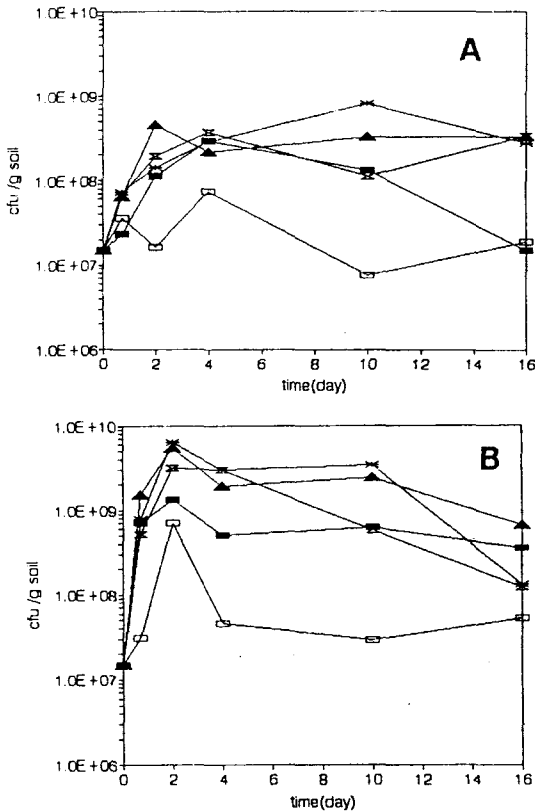 A
1.0E +10
1.0E +09
1.0E +08
1.0E +07
1.0E +06
cfu /g soil
0 2 4 6 8 10 12 14 16
time(day)
B
1.0E +10
1.0E +09
1.0E +08
1.0E +07
1.0E +06
cfu /g soil
0 2 4 6 8 10 12 14 16
time(day)